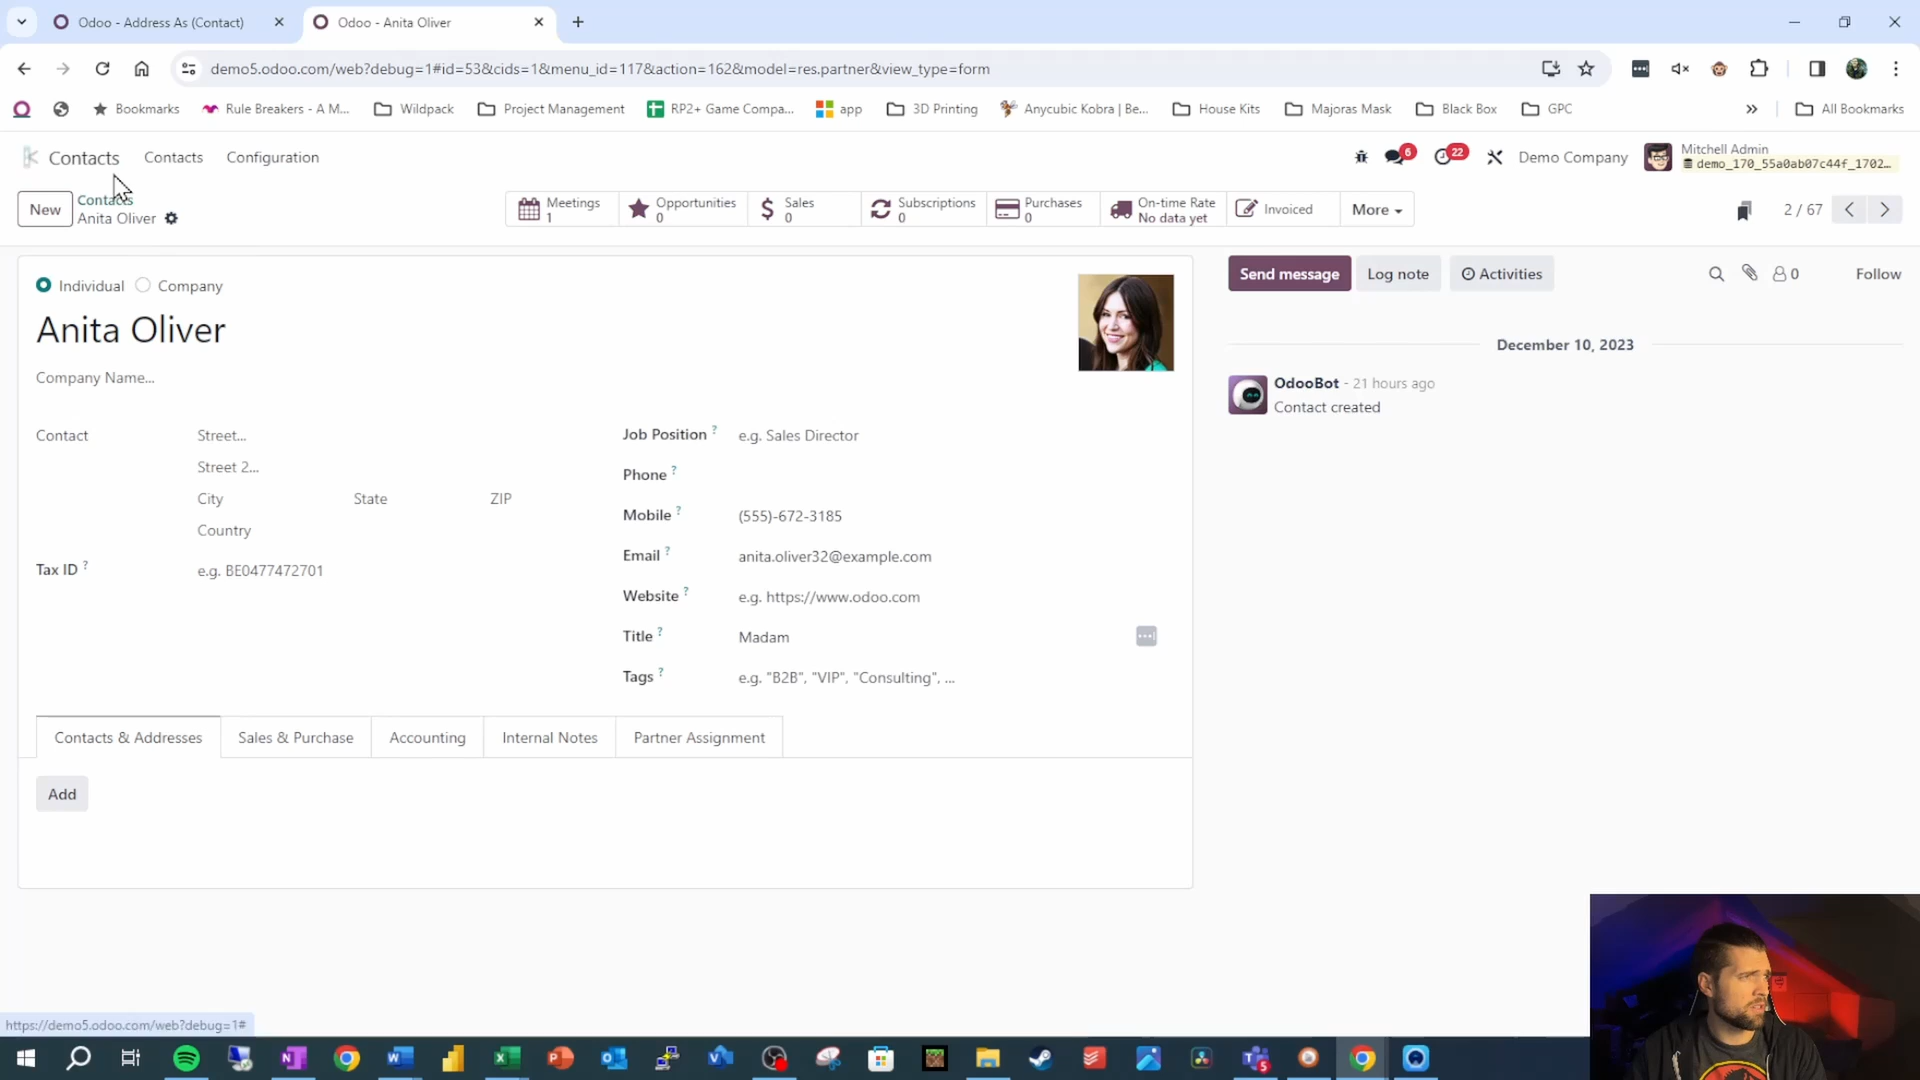 Odoo - Address As (Contact)
Odoo - Anita Oliver
demo5.odoo.com/web?debug=1#id=53&cids=1&menu_id=117&action=162&model=res.partner&view_type=form
Bookmarks
Rule Breakers - A M...
Wildpack
Project Management
RP2+ Game Compa...
app
3D Printing
Anycubic Kobra | Be...
House Kits
Majoras Mask
Black Box
GPC
»
All Bookmarks
Contacts
Contacts
Configuration
6
22
Demo Company
Mitchell Admin
demo_170_55a0ab07c44f_1702...
New
Contacts
Anita Oliver
Meetings
1
Opportunities
0
Sales
0
Subscriptions
0
Purchases
0
On-time Rate
No data yet
Invoiced
More
2 / 67
Individual
Company
Anita Oliver
Company Name...
Contact
Street...
Street 2...
City
State
ZIP
Country
Tax ID ?
e.g. BE0477472701
Job Position ?
e.g. Sales Director
Phone ?
Mobile ?
(555)-672-3185
Email ?
anita.oliver32@example.com
Website ?
e.g. https://www.odoo.com
Title ?
Madam
Tags ?
e.g. "B2B", "VIP", "Consulting", ...
Contacts & Addresses
Sales & Purchase
Accounting
Internal Notes
Partner Assignment
Add
Send message
Log note
Activities
0
Follow
December 10, 2023
OdooBot - 21 hours ago
Contact created
https://demo5.odoo.com/web?debug=1#